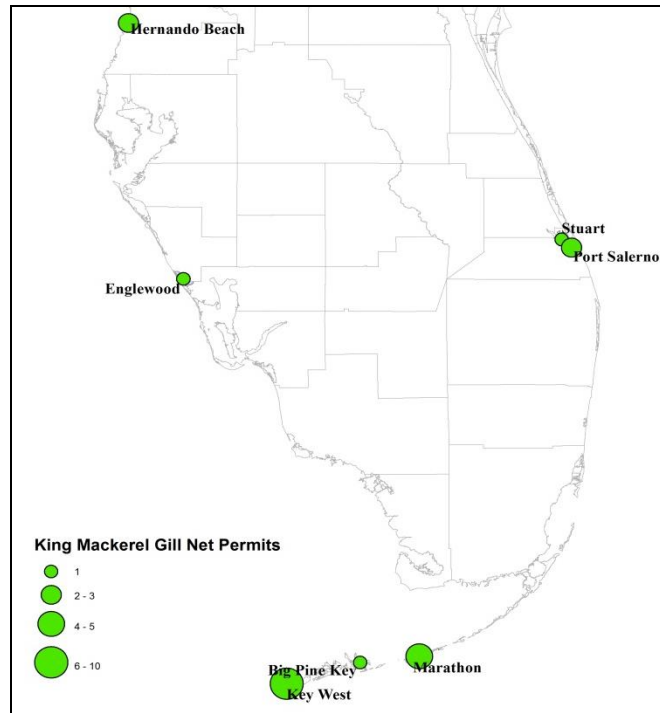 Hernando Beach
Stuart
Port Salerno
Englewood
King Mackerel Gill Net Permits
1
2 - 3
4 - 5
6 - 10
Big Pine Key
Marathon
Key West